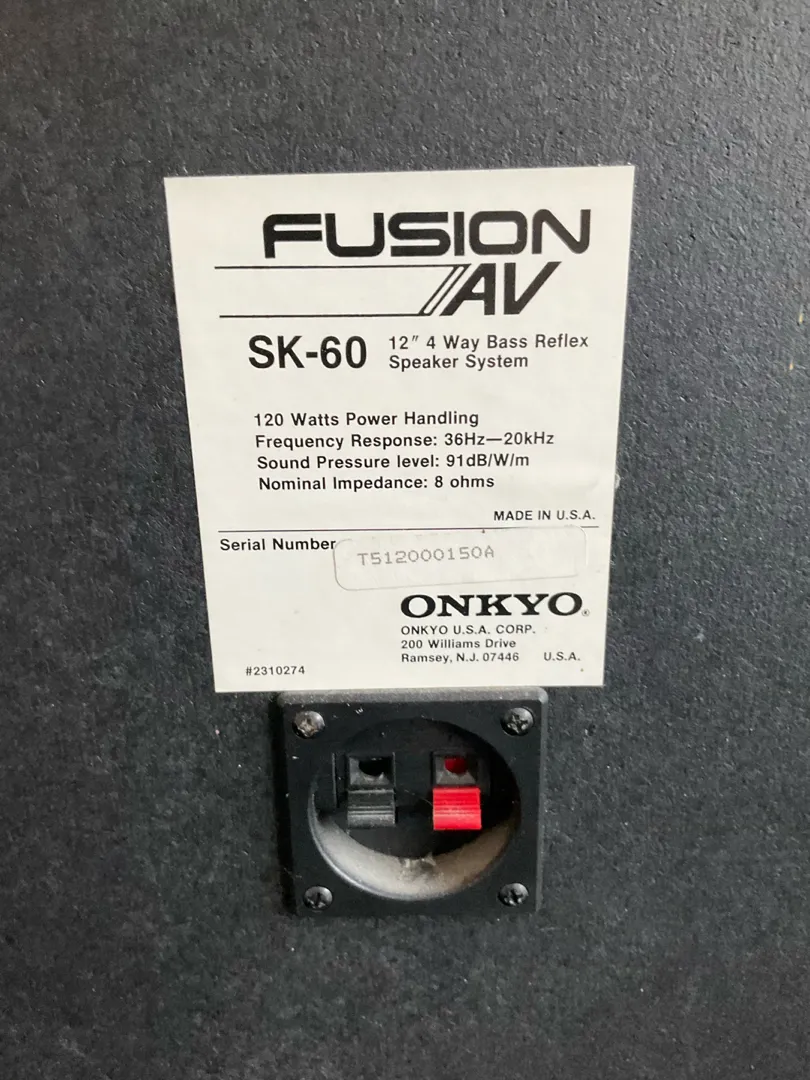 FUSION
AV
SK-60 12" 4 Way Bass Reflex
Speaker System
120 Watts Power Handling
Frequency Response: 36Hz—20kHz
Sound Pressure level: 91dB/W/m
Nominal Impedance: 8 ohms
MADE IN U.S.A.
Serial Number T512000150A
ONKYO®
ONKYO U.S.A. CORP.
200 Williams Drive
Ramsey, N.J. 07446 U.S.A.
#2310274